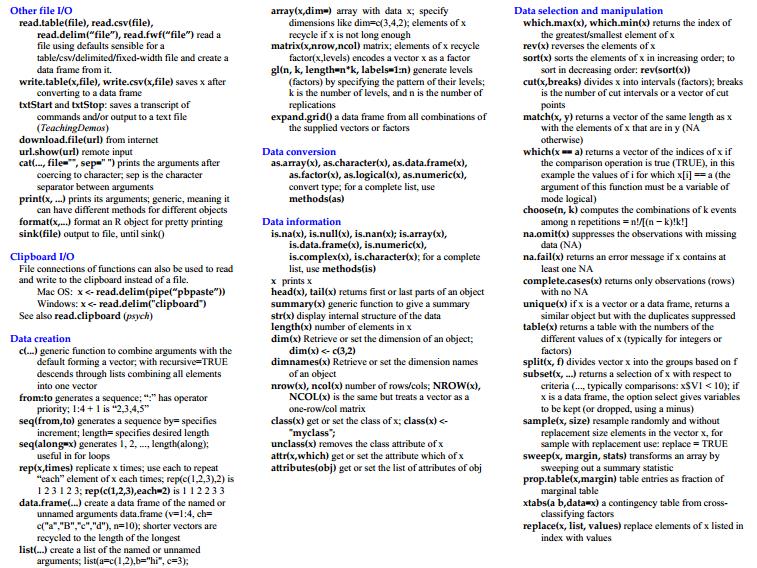 Other file I/O
read.table(file), read.csv(file),
read.delim("file"), read.fwf("file") read a
file using defaults sensible for a
table/csv/delimited/fixed-width file and create a
data frame from it.
write.table(x,file), write.csv(x,file) saves x after
converting to a data frame
txtStart and txtStop: saves a transcript of
commands and/or output to a text file
(TeachingDemos)
download.file(url) from internet
url.show(url) remote input
cat(..., file="", sep=" ") prints the arguments after
coercing to character; sep is the character
separator between arguments
print(x, ...) prints its arguments; generic, meaning it
can have different methods for different objects
format(x,...) format an R object for pretty printing
sink(file) output to file, until sink()
Clipboard I/O
File connections of functions can also be used to read
and write to the clipboard instead of a file.
Mac OS: x <- read.delim(pipe("pbpaste"))
Windows: x <- read.delim("clipboard")
See also read.clipboard (psych)
Data creation
c(...) generic function to combine arguments with the
default forming a vector; with recursive=TRUE
descends through lists combining all elements
into one vector
from:to generates a sequence; ":" has operator
priority; 1:4 + 1 is "2,3,4,5"
seq(from,to) generates a sequence by= specifies
increment; length= specifies desired length
seq(along=x) generates 1, 2, ..., length(along);
useful in for loops
rep(x,times) replicate x times; use each to repeat
"each" element of x each times; rep(c(1,2,3),2) is
1 2 3 1 2 3; rep(c(1,2,3),each=2) is 1 1 2 2 3 3
data.frame(...) create a data frame of the named or
unnamed arguments data.frame (v=1:4, ch=
c("a","B","c","d"), n=10); shorter vectors are
recycled to the length of the longest
list(...) create a list of the named or unnamed
arguments; list(a=c(1,2),b="hi", c=3);
array(x,dim=) array with data x; specify
dimensions like dim=c(3,4,2); elements of x
recycle if x is not long enough
matrix(x,nrow,ncol) matrix; elements of x recycle
factor(x,levels) encodes a vector x as a factor
gl(n, k, length=n*k, labels=1:n) generate levels
(factors) by specifying the pattern of their levels;
k is the number of levels, and n is the number of
replications
expand.grid() a data frame from all combinations of
the supplied vectors or factors
Data conversion
as.array(x), as.character(x), as.data.frame(x),
as.factor(x), as.logical(x), as.numeric(x),
convert type; for a complete list, use
methods(as)
Data information
is.na(x), is.null(x), is.nan(x); is.array(x),
is.data.frame(x), is.numeric(x),
is.complex(x), is.character(x); for a complete
list, use methods(is)
x prints x
head(x), tail(x) returns first or last parts of an object
summary(x) generic function to give a summary
str(x) display internal structure of the data
length(x) number of elements in x
dim(x) Retrieve or set the dimension of an object;
dim(x) <- c(3,2)
dimnames(x) Retrieve or set the dimension names
of an object
nrow(x), ncol(x) number of rows/cols; NROW(x),
NCOL(x) is the same but treats a vector as a
one-row/col matrix
class(x) get or set the class of x; class(x) <-
"myclass";
unclass(x) removes the class attribute of x
attr(x,which) get or set the attribute which of x
attributes(obj) get or set the list of attributes of obj
Data selection and manipulation
which.max(x), which.min(x) returns the index of
the greatest/smallest element of x
rev(x) reverses the elements of x
sort(x) sorts the elements of x in increasing order; to
sort in decreasing order: rev(sort(x))
cut(x,breaks) divides x into intervals (factors); breaks
is the number of cut intervals or a vector of cut
points
match(x, y) returns a vector of the same length as x
with the elements of x that are in y (NA
otherwise)
which(x == a) returns a vector of the indices of x if
the comparison operation is true (TRUE), in this
example the values of i for which x[i] == a (the
argument of this function must be a variable of
mode logical)
choose(n, k) computes the combinations of k events
among n repetitions = n!/[(n − k)!k!]
na.omit(x) suppresses the observations with missing
data (NA)
na.fail(x) returns an error message if x contains at
least one NA
complete.cases(x) returns only observations (rows)
with no NA
unique(x) if x is a vector or a data frame, returns a
similar object but with the duplicates suppressed
table(x) returns a table with the numbers of the
different values of x (typically for integers or
factors)
split(x, f) divides vector x into the groups based on f
subset(x, ...) returns a selection of x with respect to
criteria (..., typically comparisons: x$V1 < 10); if
x is a data frame, the option select gives variables
to be kept (or dropped, using a minus)
sample(x, size) resample randomly and without
replacement size elements in the vector x, for
sample with replacement use: replace = TRUE
sweep(x, margin, stats) transforms an array by
sweeping out a summary statistic
prop.table(x,margin) table entries as fraction of
marginal table
xtabs(a b,data=x) a contingency table from cross-
classifying factors
replace(x, list, values) replace elements of x listed in
index with values